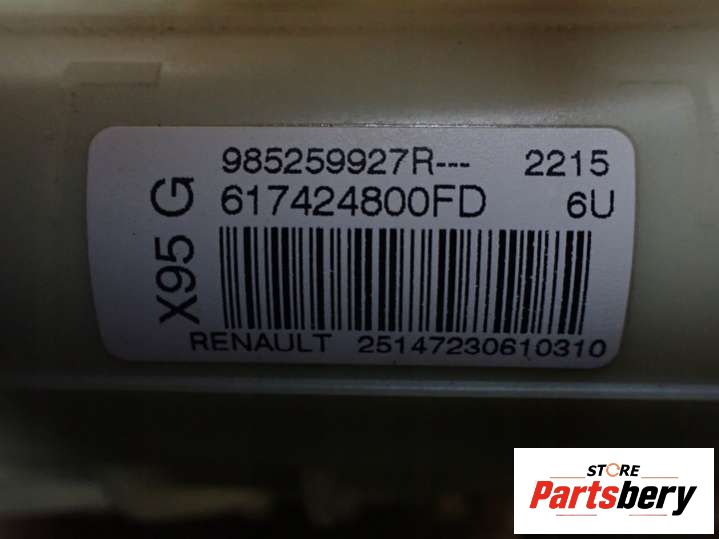 985259927R--- 2215
617424800FD 6U
X95 G
RENAULT 25147230610310
STORE
Partsbery